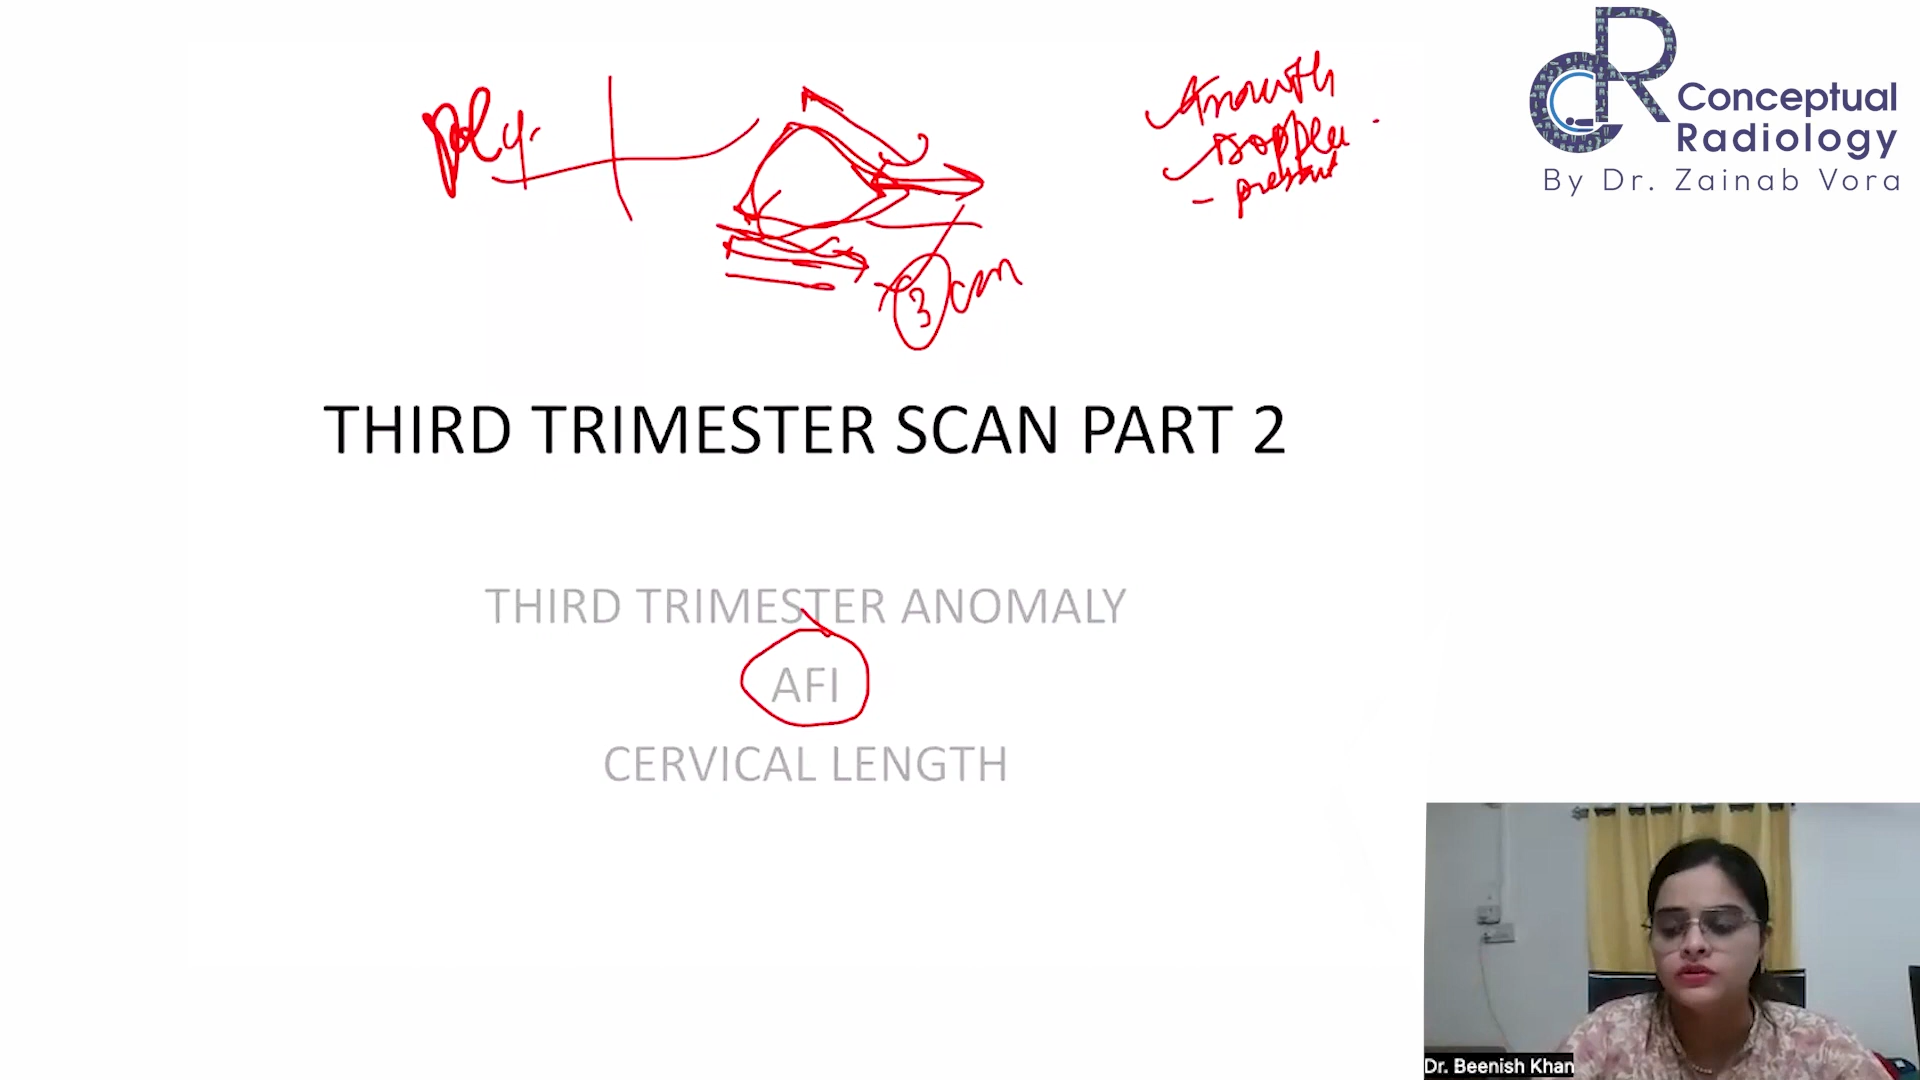 Conceptual
Radiology
By Dr. Zainab Vora
Poly.
Growth
Doppler
- present
3 cm
THIRD TRIMESTER SCAN PART 2
THIRD TRIMESTER ANOMALY
AFI
CERVICAL LENGTH
Dr. Beenish Khan